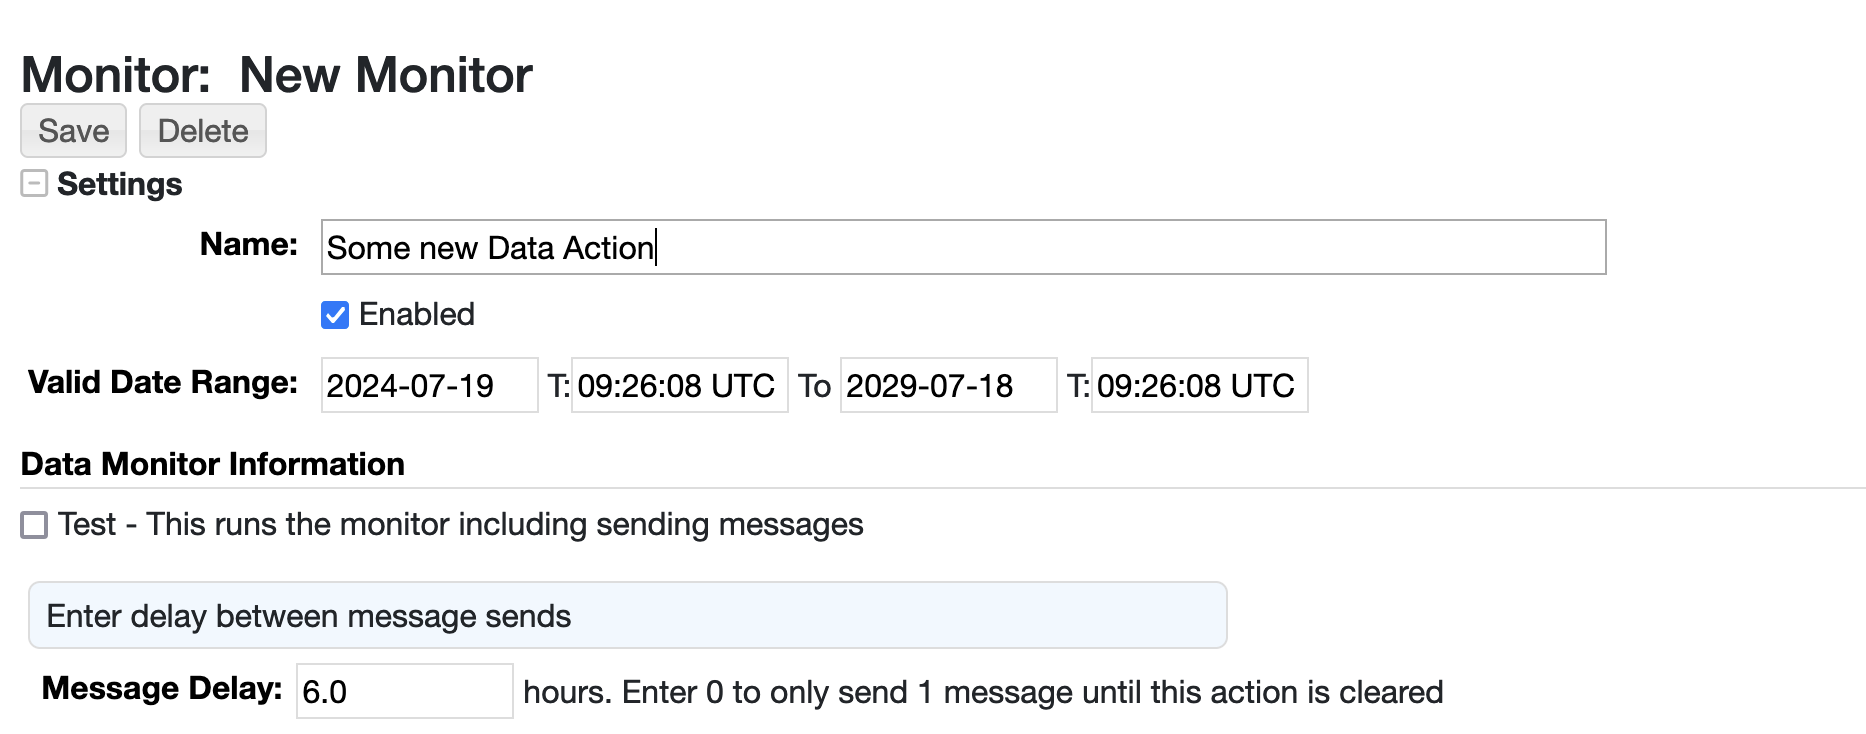 Monitor: New Monitor
Save Delete
Settings
Name: Some new Data Action
Enabled
Valid Date Range: 2024-07-19 T: 09:26:08 UTC To 2029-07-18 T: 09:26:08 UTC
Data Monitor Information
Test - This runs the monitor including sending messages
Enter delay between message sends
Message Delay: 6.0 hours. Enter 0 to only send 1 message until this action is cleared